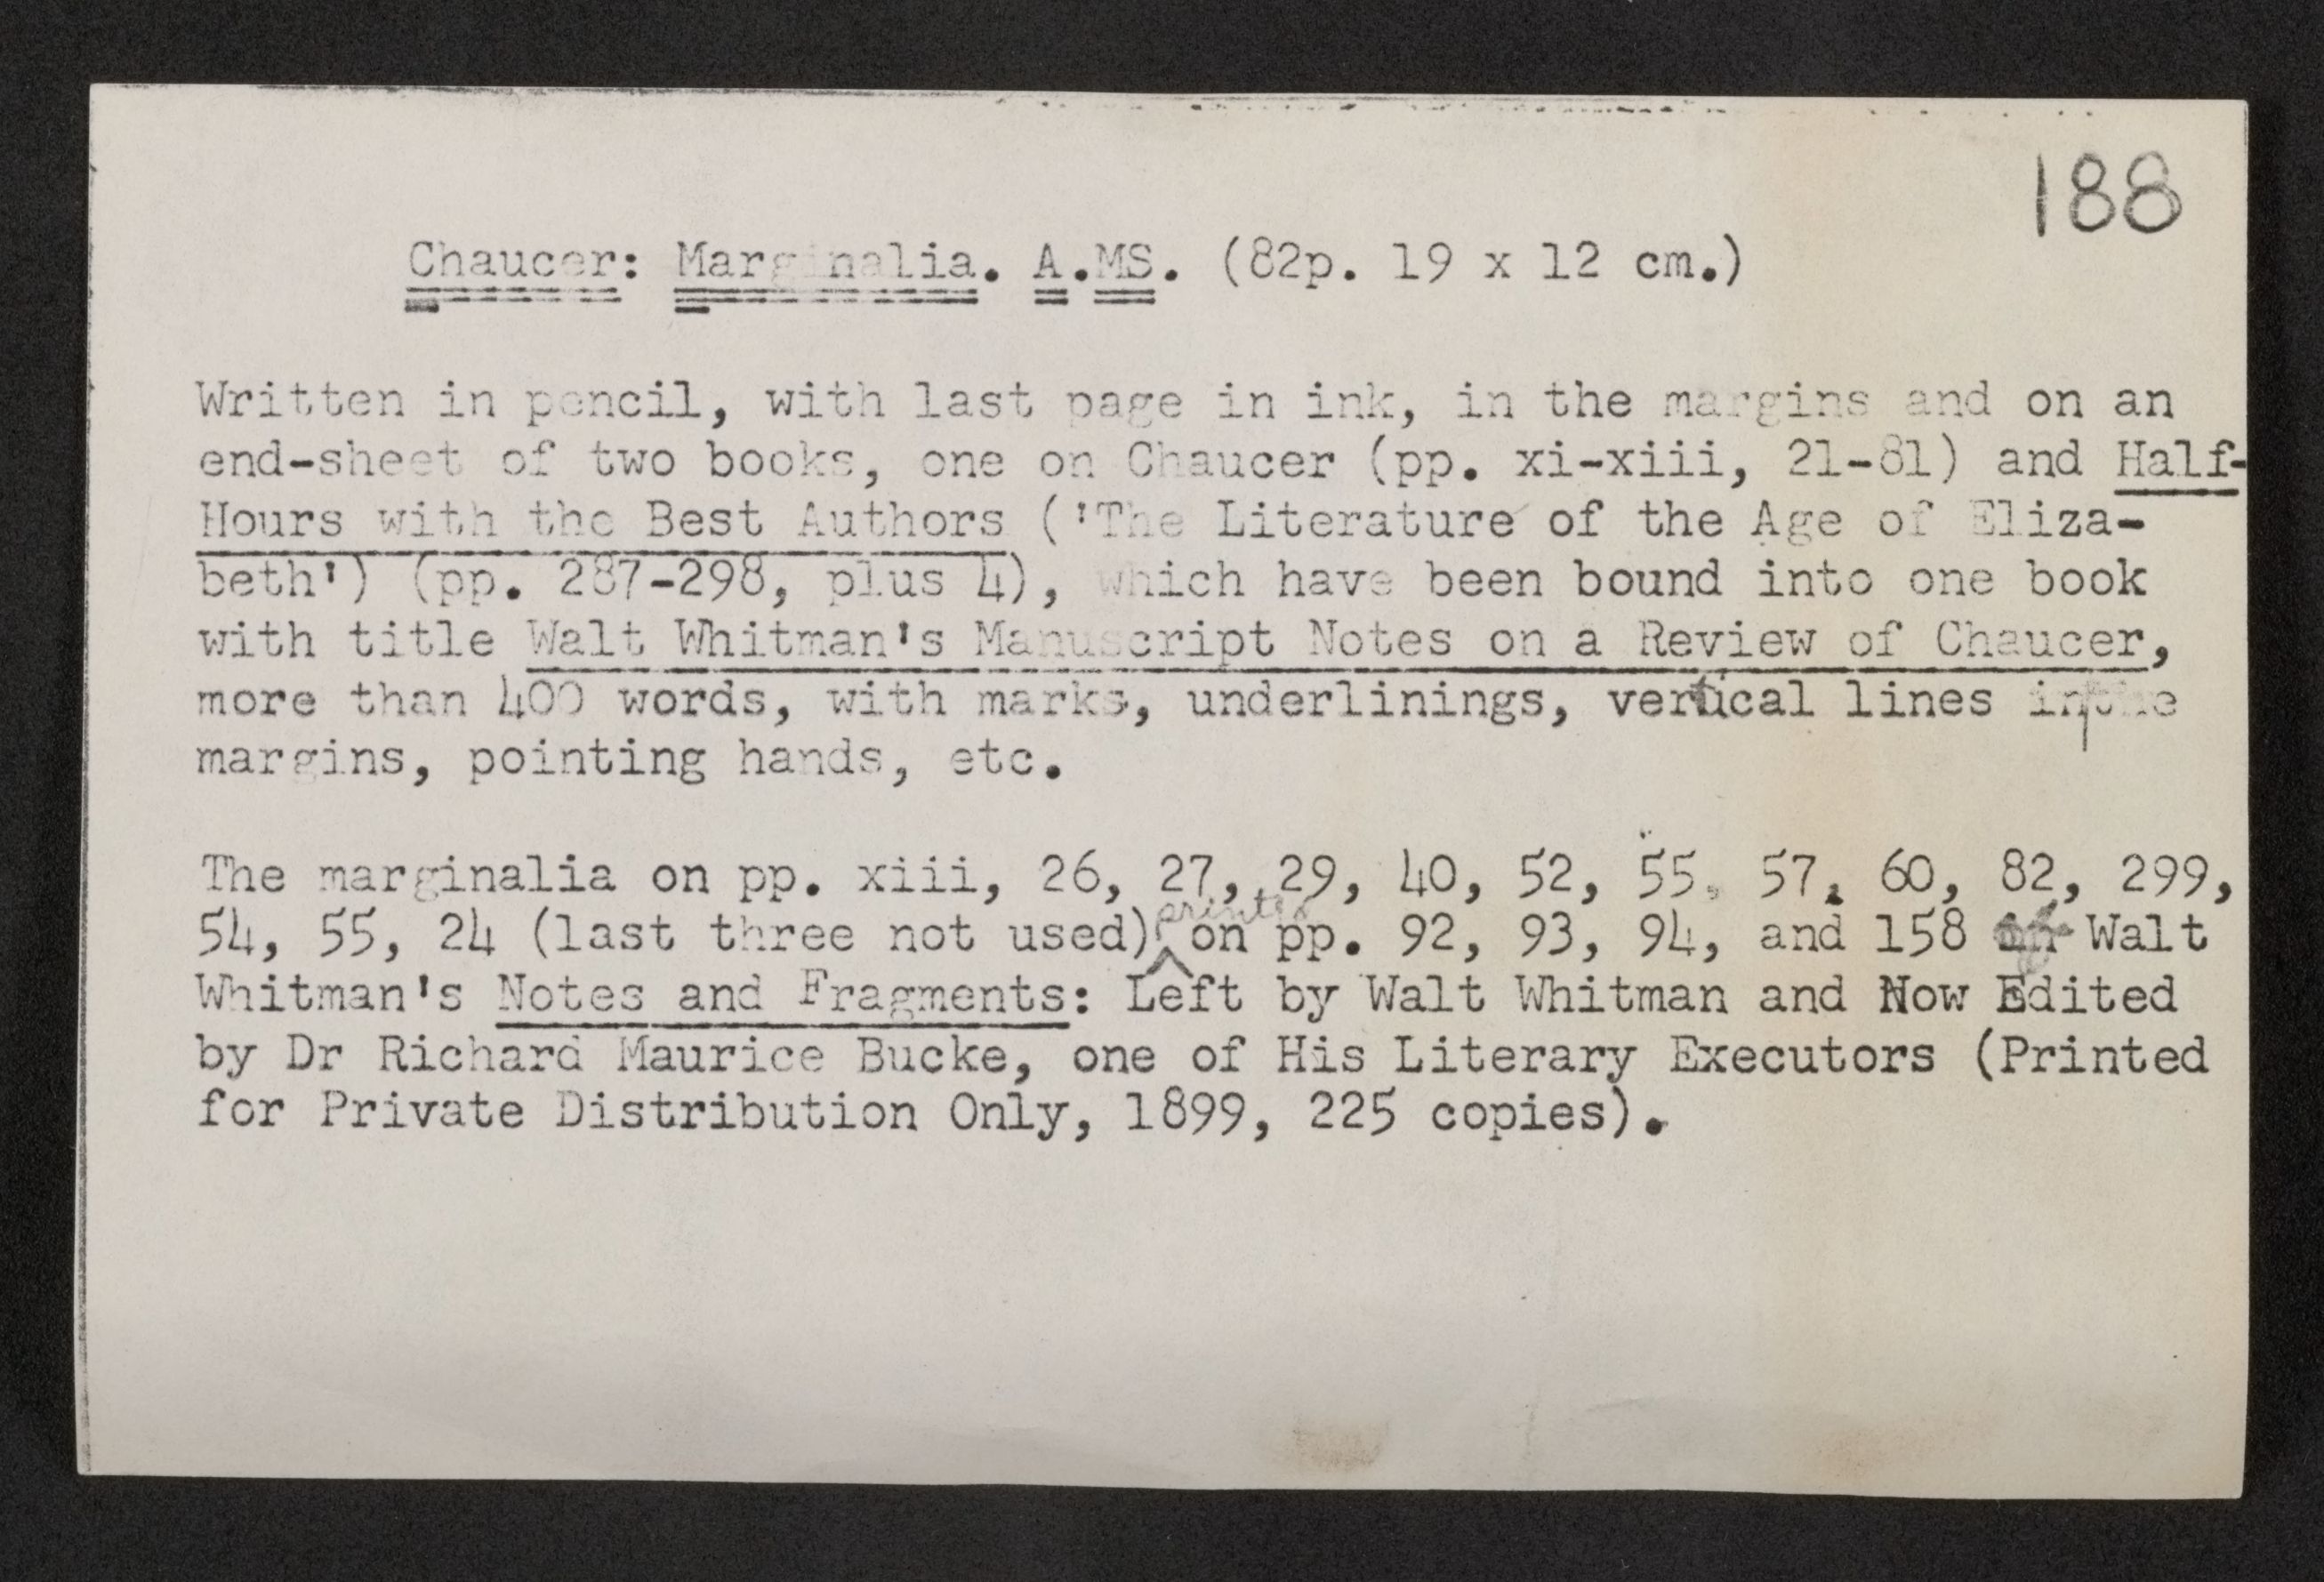 188
Chaucer: Marginalia. A.MS. (82p. 19 x 12 cm.)
Written in pencil, with last page in ink, in the margins and on an
end-sheet of two books, one on Chaucer (pp. xi-xiii, 21-81) and Half-
Hours with the Best Authors ('The Literature of the Age of Eliza-
beth') (pp. 287-298, plus 4), which have been bound into one book
with title Walt Whitman's Manuscript Notes on a Review of Chaucer,
more than 400 words, with marks, underlinings, vertical lines in the
margins, pointing hands, etc.
The marginalia on pp. xiii, 26, 27, 29, 40, 52, 55, 57, 60, 82, 299,
54, 55, 24 (last three not used) printed on pp. 92, 93, 94, and 158 of Walt
Whitman's Notes and Fragments: Left by Walt Whitman and Now Edited
by Dr Richard Maurice Bucke, one of His Literary Executors (Printed
for Private Distribution Only, 1899, 225 copies).